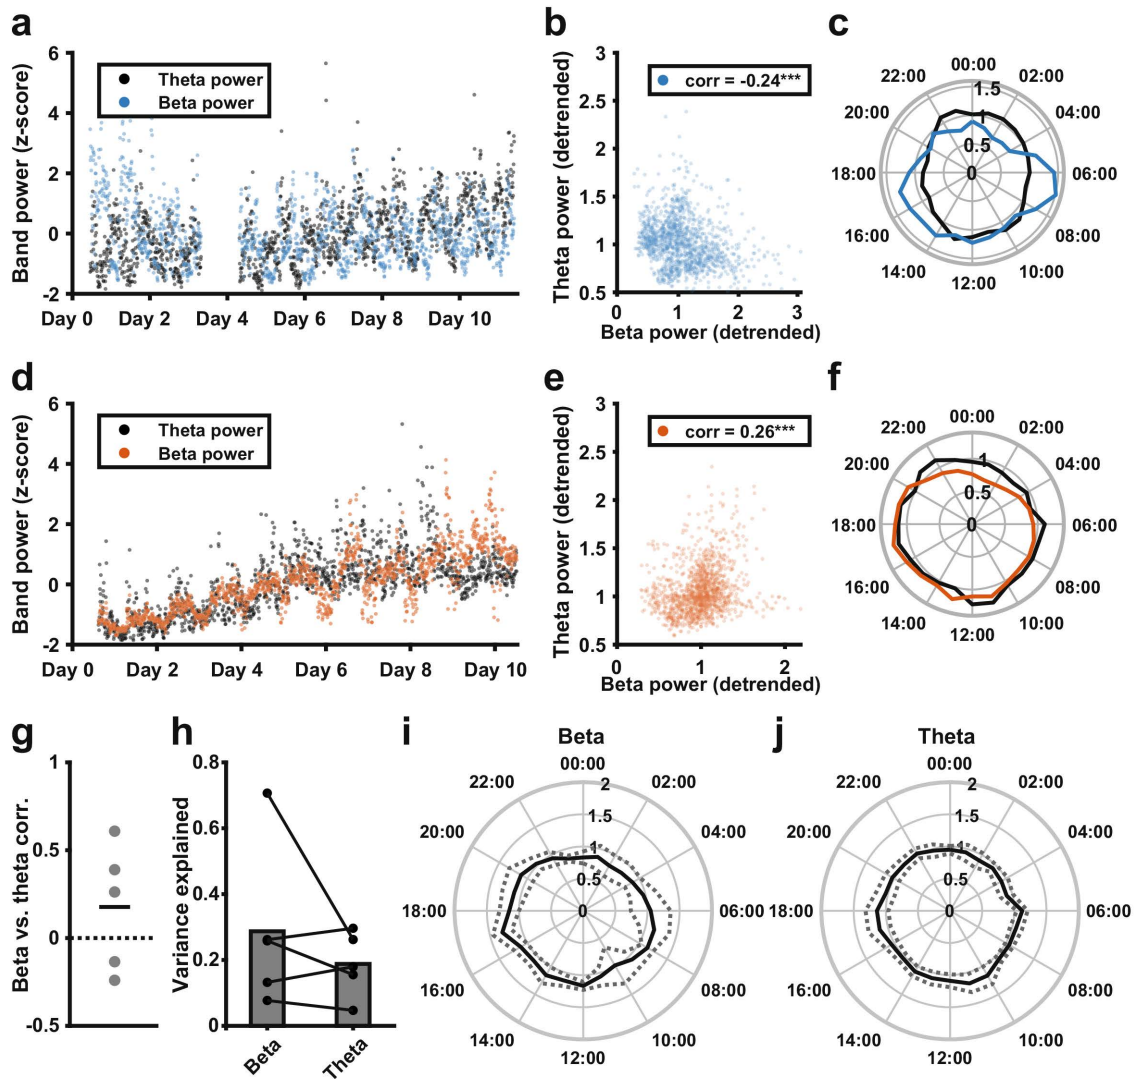 a
Band power (z-score)
6
4
2
0
-2
Theta power
Beta power
Day 0
Day 2
Day 4
Day 6
Day 8
Day 10
b
Theta power (detrended)
3
2.5
2
1.5
1
0.5
corr = -0.24***
0
1
2
3
Beta power (detrended)
c
00:00
02:00
04:00
06:00
08:00
10:00
12:00
14:00
16:00
18:00
20:00
22:00
1.5
1
0.5
0
d
Band power (z-score)
6
4
2
0
-2
Theta power
Beta power
Day 0
Day 2
Day 4
Day 6
Day 8
Day 10
e
Theta power (detrended)
3
2.5
2
1.5
1
0.5
corr = 0.26***
0
1
2
Beta power (detrended)
f
00:00
02:00
04:00
06:00
08:00
10:00
12:00
14:00
16:00
18:00
20:00
22:00
1
0.5
0
g
Beta vs. theta corr.
1
0.5
0
-0.5
h
Variance explained
0.8
0.6
0.4
0.2
0
Beta
Theta
i
Beta
00:00
02:00
04:00
06:00
08:00
10:00
12:00
14:00
16:00
18:00
20:00
22:00
2
1.5
1
0.5
0
j
Theta
00:00
02:00
04:00
06:00
08:00
10:00
12:00
14:00
16:00
18:00
20:00
22:00
2
1.5
1
0.5
0